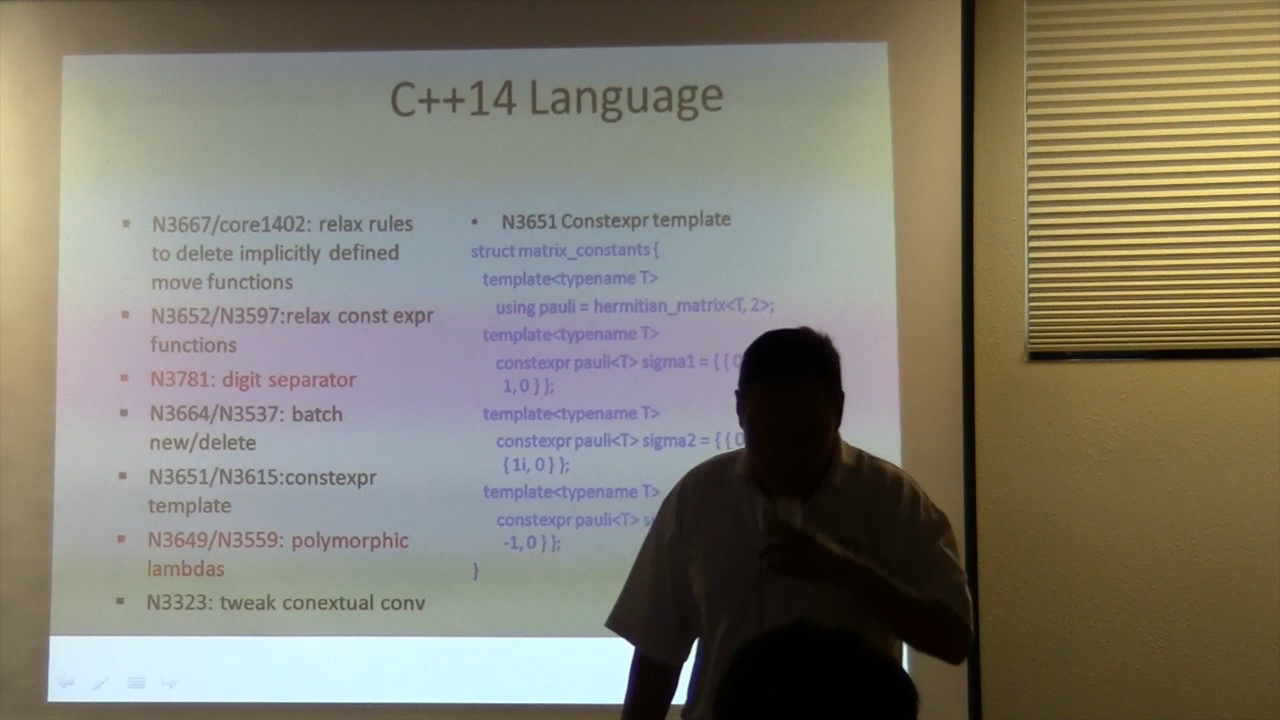 C++14 Language
▪ N3667/core1402: relax rules
to delete implicitly defined
move functions
▪ N3652/N3597:relax const expr
functions
▪ N3781: digit separator
▪ N3664/N3537: batch
new/delete
▪ N3651/N3615:constexpr
template
▪ N3649/N3559: polymorphic
lambdas
▪ N3323: tweak conextual conv
• N3651 Constexpr template
struct matrix_constants {
template<typename T>
using pauli = hermitian_matrix<T, 2>;
template<typename T>
constexpr pauli<T> sigma1 = { { 0
1, 0 } };
template<typename T>
constexpr pauli<T> sigma2 = { { 0
{ 1i, 0 } };
template<typename T>
constexpr pauli<T>
-1, 0 } };
}